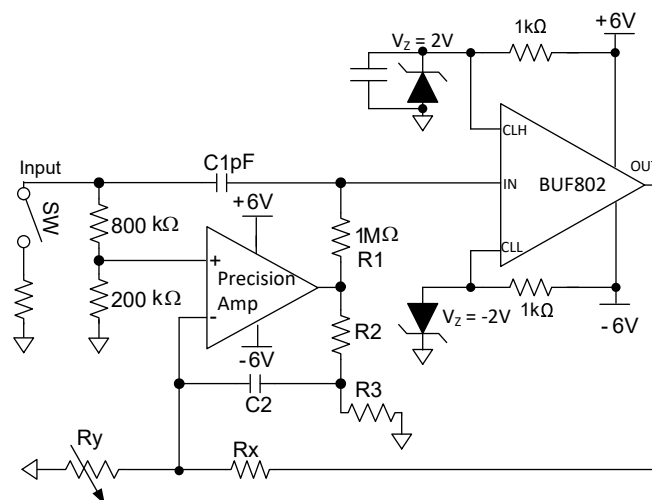 1kΩ
+6V
V_Z = 2V
CLH
Input
C1pF
OUT
IN
BUF802
SW
+6V
800 kΩ
1MΩ
R1
CLL
+
Precision
Amp
200 kΩ
-
1kΩ
-6V
V_Z = -2V
R2
-6V
C2
R3
Ry
Rx